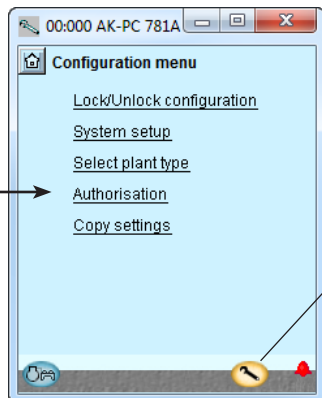 00:000 AK-PC 781A
Configuration menu
Lock/Unlock configuration
System setup
Select plant type
Authorisation
Copy settings